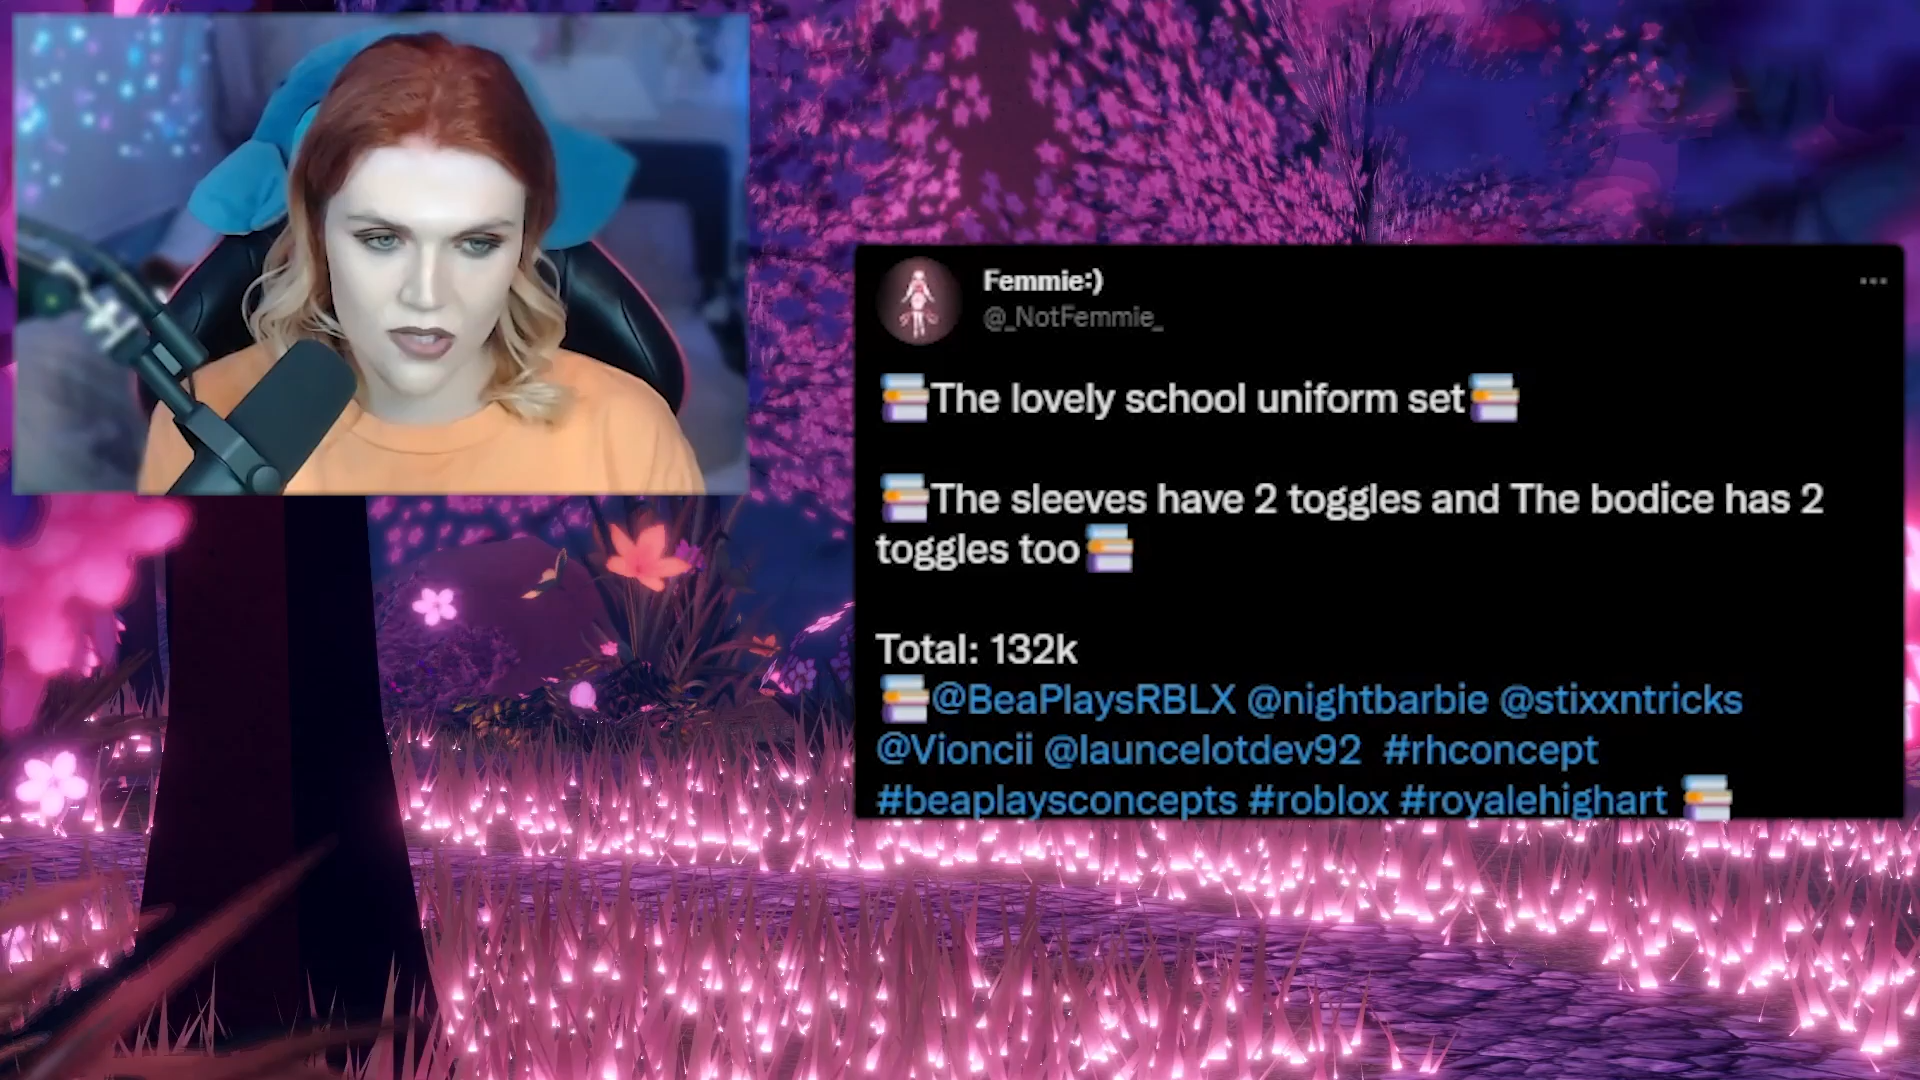 Femmie:)
@_NotFemmie_
📚The lovely school uniform set📚
📚The sleeves have 2 toggles and The bodice has 2
toggles too📚
Total: 132k
📚@BeaPlaysRBLX @nightbarbie @stixxntricks
@Vioncii @launcelotdev92 #rhconcept
#beaplaysconcepts #roblox #royalehighart 📚